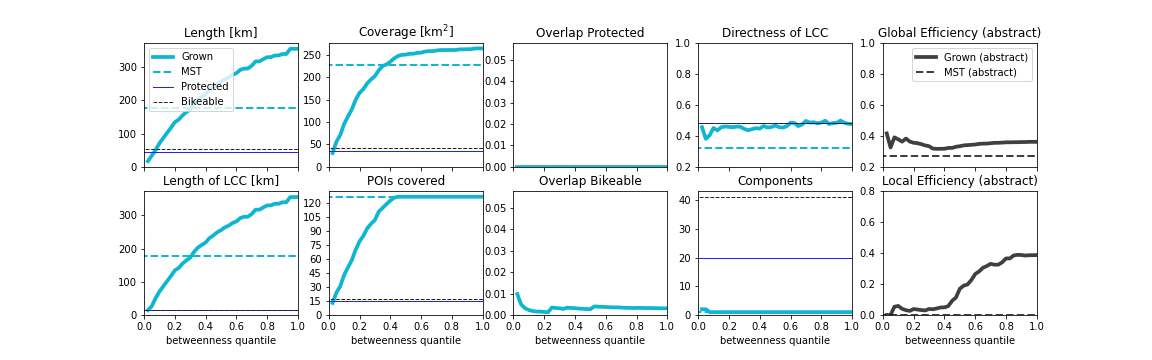 Length [km]
Coverage [km²]
Overlap Protected
Directness of LCC
Global Efficiency (abstract)
300
200
100
0
Grown
MST
Protected
Bikeable
250
200
150
100
50
0
0.05
0.04
0.03
0.02
0.01
0.00
1.0
0.8
0.6
0.4
0.2
1.0
0.8
0.6
0.4
0.2
Grown (abstract)
MST (abstract)
Length of LCC [km]
POIs covered
Overlap Bikeable
Components
Local Efficiency (abstract)
300
200
100
0
120
105
90
75
60
45
30
15
0.05
0.04
0.03
0.02
0.01
0.00
40
30
20
10
0
0.8
0.6
0.4
0.2
0.0
0.0 0.2 0.4 0.6 0.8 1.0
0.0 0.2 0.4 0.6 0.8 1.0
0.0 0.2 0.4 0.6 0.8 1.0
0.0 0.2 0.4 0.6 0.8 1.0
0.0 0.2 0.4 0.6 0.8 1.0
betweenness quantile
betweenness quantile
betweenness quantile
betweenness quantile
betweenness quantile